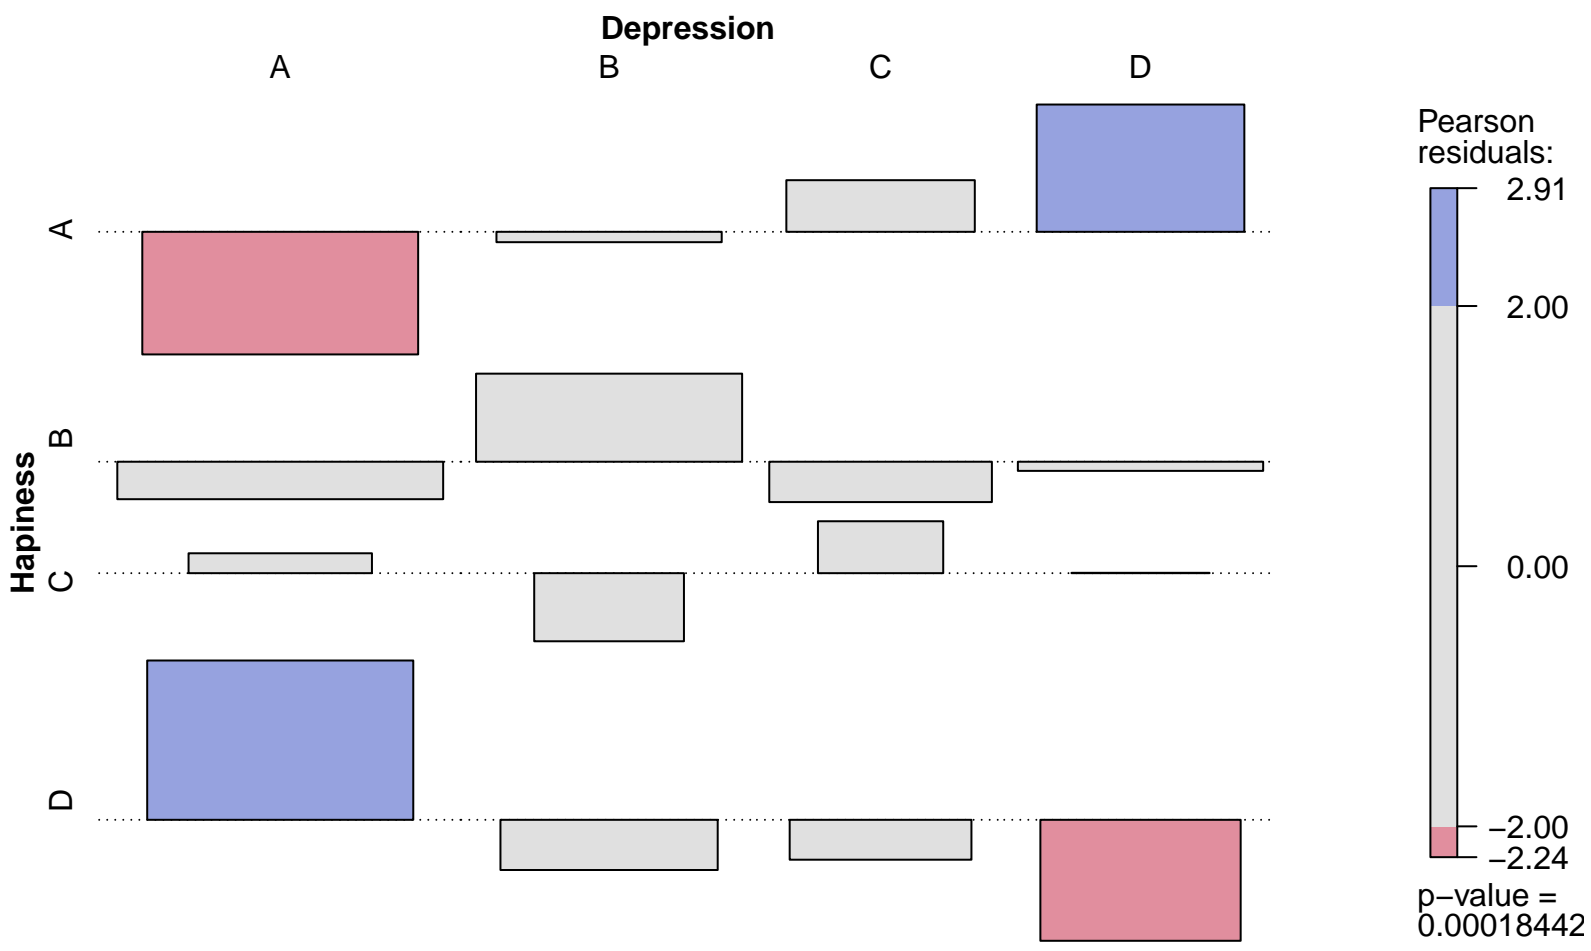 Depression
A B C D
A
B
C
D
Hapiness
Pearson
residuals:
2.91
2.00
0.00
−2.00
−2.24
p−value =
0.00018442